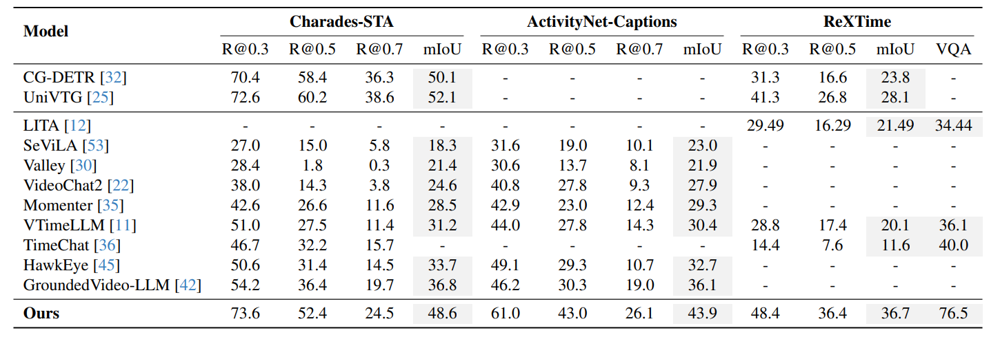 Model Charades-STA ActivityNet-Captions ReXTime
R@0.3 R@0.5 R@0.7 mIoU R@0.3 R@0.5 R@0.7 mIoU R@0.3 R@0.5 mIoU VQA
CG-DETR [32] 70.4 58.4 36.3 50.1 - - - - 31.3 16.6 23.8 -
UniVTG [25] 72.6 60.2 38.6 52.1 - - - - 41.3 26.8 28.1 -
LITA [12] - - - - - - - - 29.49 16.29 21.49 34.44
SeViLA [53] 27.0 15.0 5.8 18.3 31.6 19.0 10.1 23.0 - - - -
Valley [30] 28.4 1.8 0.3 21.4 30.6 13.7 8.1 21.9 - - - -
VideoChat2 [22] 38.0 14.3 3.8 24.6 40.8 27.8 9.3 27.9 - - - -
Momenter [35] 42.6 26.6 11.6 28.5 42.9 23.0 12.4 29.3 - - - -
VTimeLLM [11] 51.0 27.5 11.4 31.2 44.0 27.8 14.3 30.4 28.8 17.4 20.1 36.1
TimeChat [36] 46.7 32.2 15.7 - - - - - 14.4 7.6 11.6 40.0
HawkEye [45] 50.6 31.4 14.5 33.7 49.1 29.3 10.7 32.7 - - - -
GroundedVideo-LLM [42] 54.2 36.4 19.7 36.8 46.2 30.3 19.0 36.1 - - - -
Ours 73.6 52.4 24.5 48.6 61.0 43.0 26.1 43.9 48.4 36.4 36.7 76.5